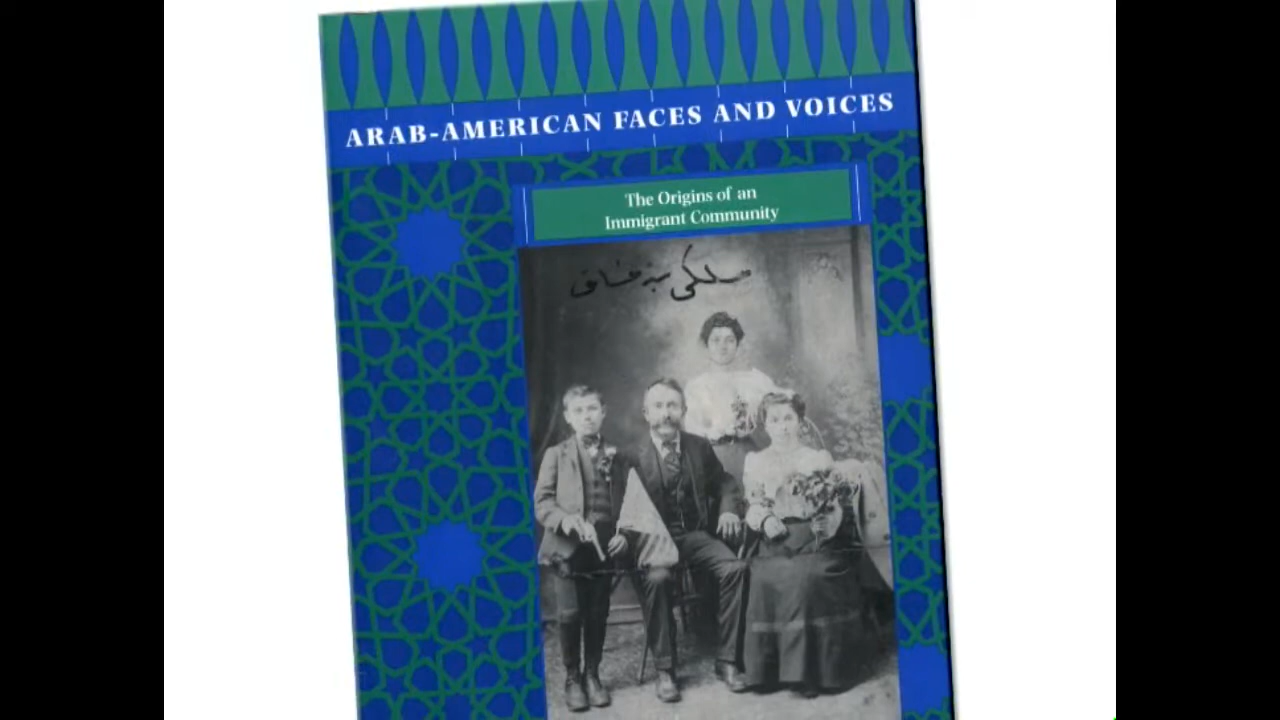 ARAB-AMERICAN FACES AND VOICES
The Origins of an
Immigrant Community